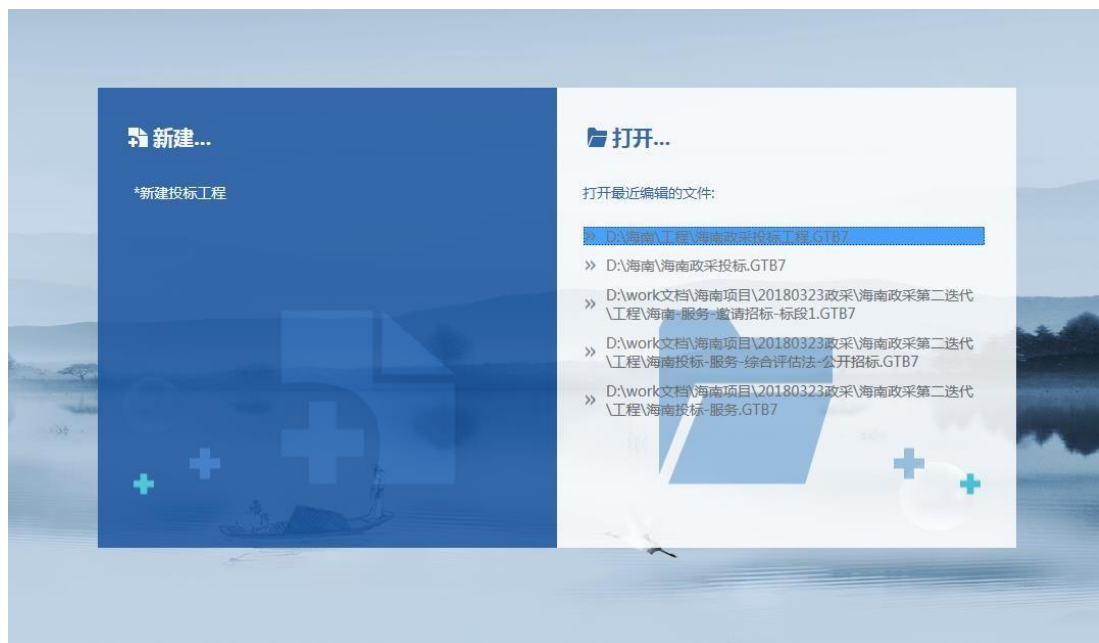 新建...
*新建投标工程
打开...
打开最近编辑的文件:
» D:\海南\工程\海南政采投标工程.GTB7
» D:\海南\海南政采投标.GTB7
» D:\work文档\海南项目\20180323政采\海南政采第二迭代
\工程\海南-服务-邀请招标-标段1.GTB7
» D:\work文档\海南项目\20180323政采\海南政采第二迭代
\工程\海南投标-服务-综合评估法-公开招标.GTB7
» D:\work文档\海南项目\20180323政采\海南政采第二迭代
\工程\海南投标-服务.GTB7